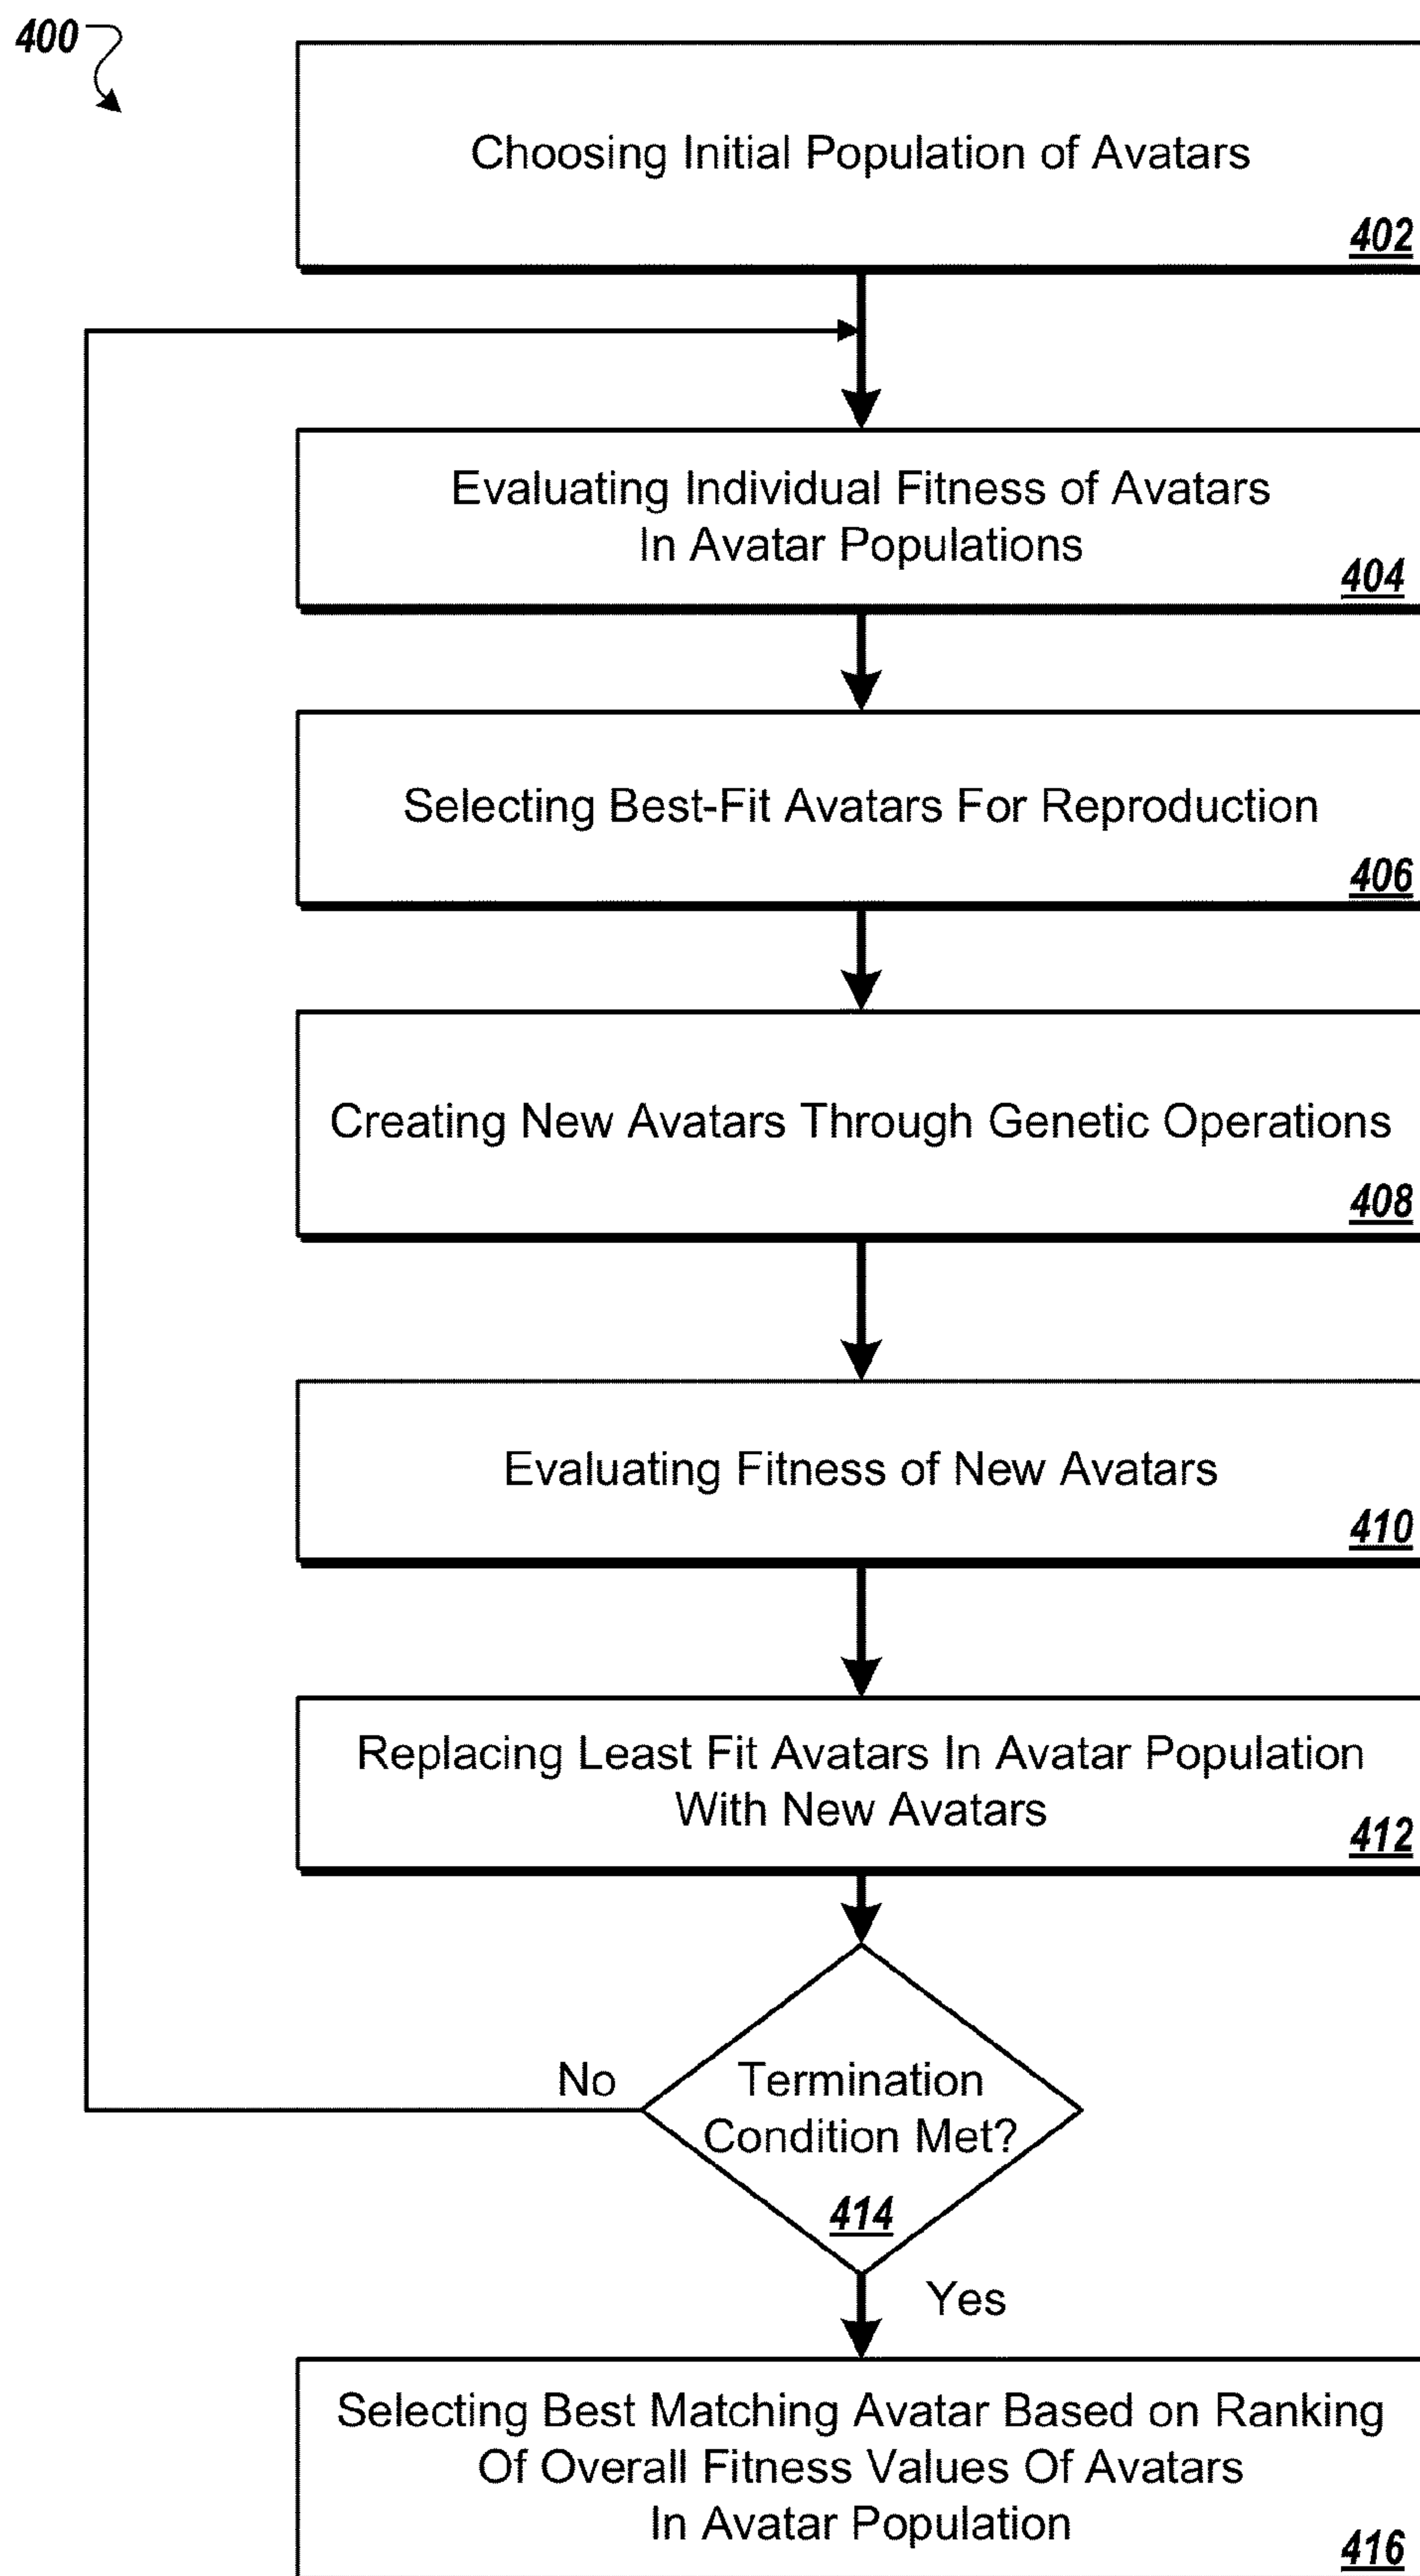 400
Choosing Initial Population of Avatars
402
Evaluating Individual Fitness of Avatars
In Avatar Populations
404
Selecting Best-Fit Avatars For Reproduction
406
Creating New Avatars Through Genetic Operations
408
Evaluating Fitness of New Avatars
410
Replacing Least Fit Avatars In Avatar Population
With New Avatars
412
No
Termination
Condition Met?
414
Yes
Selecting Best Matching Avatar Based on Ranking
Of Overall Fitness Values Of Avatars
In Avatar Population
416